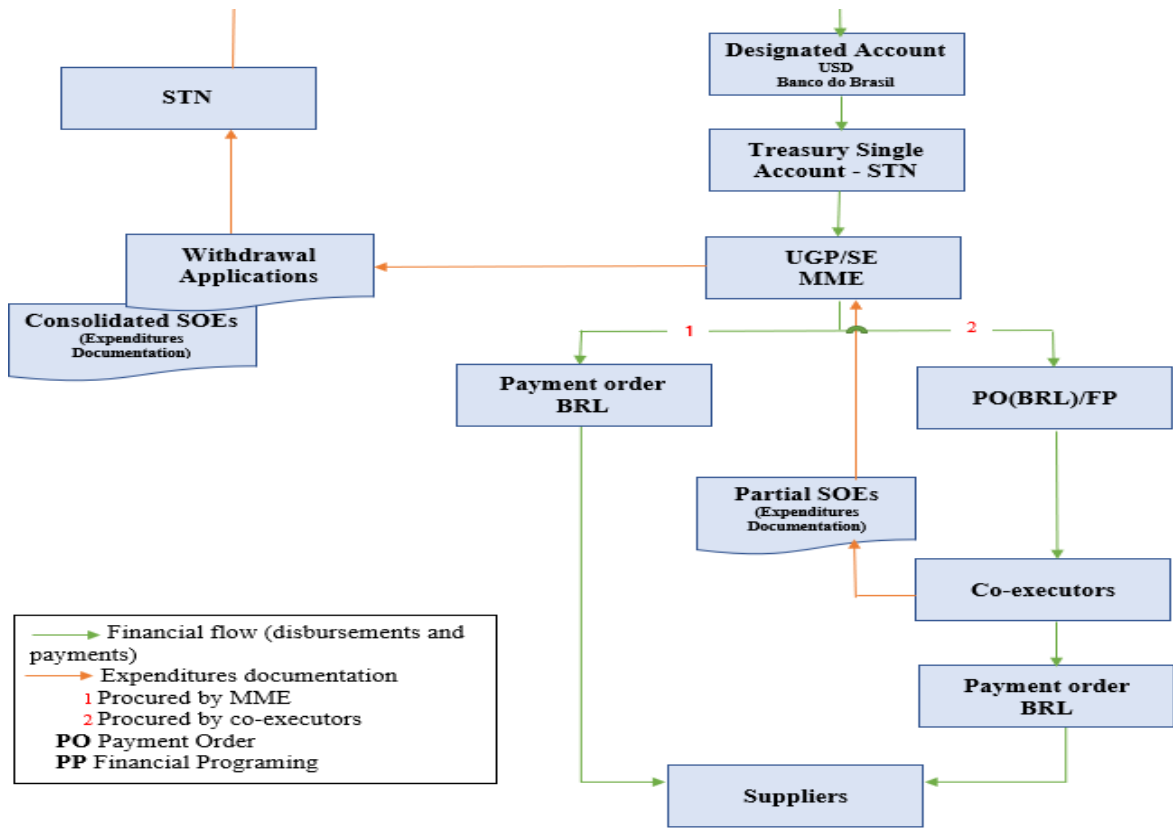 Designated Account
USD
Banco do Brasil
STN
Treasury Single
Account - STN
Withdrawal
Applications
UGP/SE
MME
Consolidated SOEs
(Expenditures
Documentation)
1
2
Payment order
BRL
PO(BRL)/FP
Partial SOEs
(Expenditures
Documentation)
Co-executors
Financial flow (disbursements and
payments)
Expenditures documentation
1 Procured by MME
2 Procured by co-executors
PO Payment Order
PP Financial Programing
Payment order
BRL
Suppliers